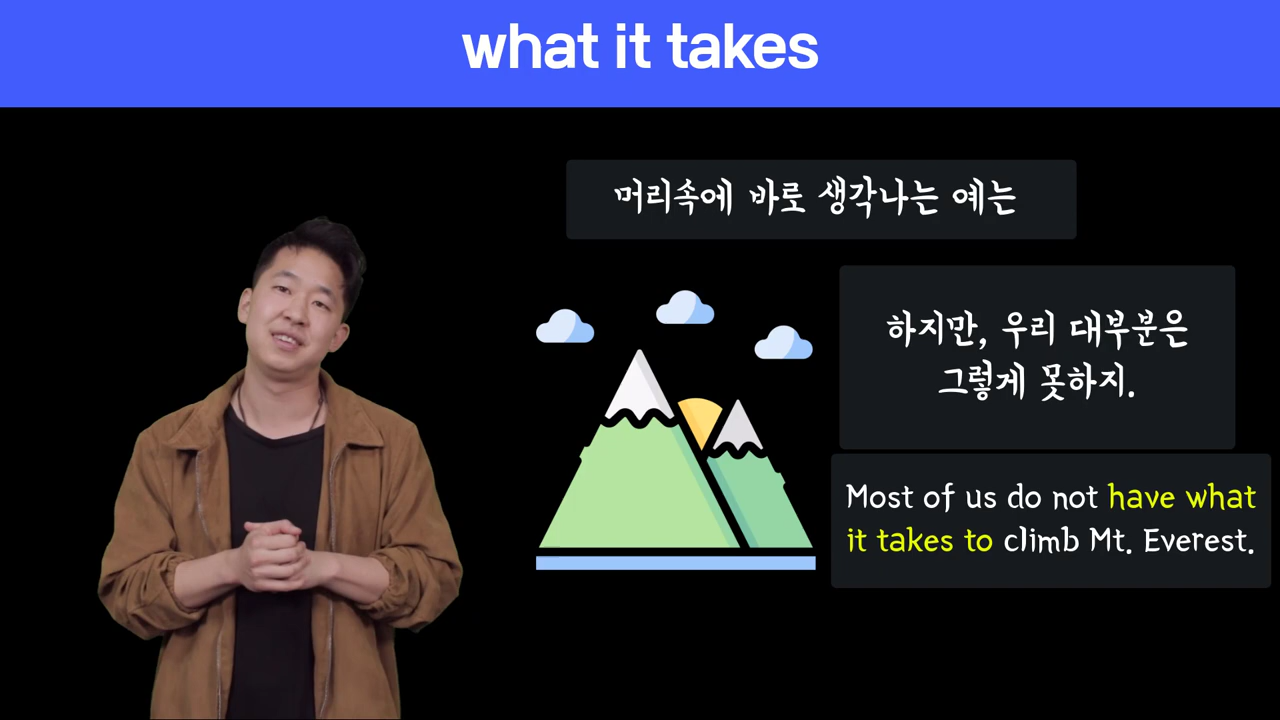 what it takes
머리속에 바로 생각나는 예는
하지만, 우리 대부분은
그렇게 못하지.
Most of us do not have what
it takes to climb Mt. Everest.